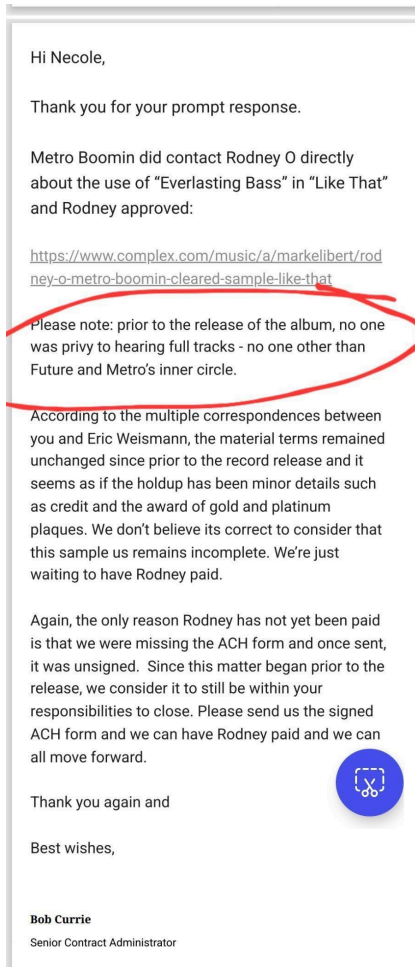 Hi Necole,
Thank you for your prompt response.
Metro Boomin did contact Rodney O directly
about the use of “Everlasting Bass” in “Like That”
and Rodney approved:
https://www.complex.com/music/a/markelibert/rod
ney-o-metro-boomin-cleared-sample-like-that
Please note: prior to the release of the album, no one
was privy to hearing full tracks - no one other than
Future and Metro’s inner circle.
According to the multiple correspondences between
you and Eric Weismann, the material terms remained
unchanged since prior to the record release and it
seems as if the holdup has been minor details such
as credit and the award of gold and platinum
plaques. We don’t believe its correct to consider that
this sample us remains incomplete. We’re just
waiting to have Rodney paid.
Again, the only reason Rodney has not yet been paid
is that we were missing the ACH form and once sent,
it was unsigned. Since this matter began prior to the
release, we consider it to still be within your
responsibilities to close. Please send us the signed
ACH form and we can have Rodney paid and we can
all move forward.
Thank you again and
Best wishes,
Bob Currie
Senior Contract Administrator